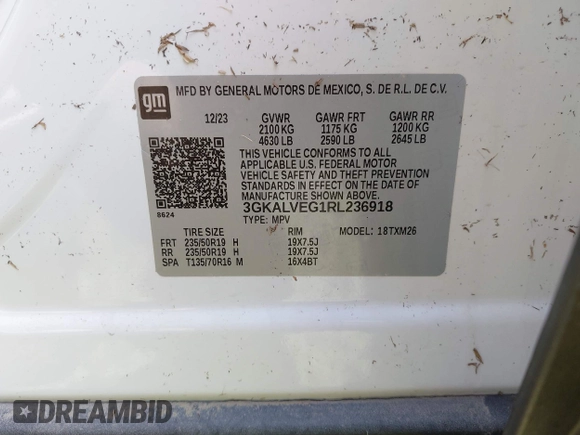 gm
MFD BY GENERAL MOTORS DE MEXICO, S. DE R.L. DE C.V.
12/23 GVWR GAWR FRT GAWR RR
2100 KG 1175 KG 1200 KG
4630 LB 2590 LB 2645 LB
THIS VEHICLE CONFORMS TO ALL
APPLICABLE U.S. FEDERAL MOTOR
VEHICLE SAFETY AND THEFT PREVENTION
STANDARDS IN EFFECT ON THE DATE OF
MANUFACTURE SHOWN ABOVE.
8624
3GKALVEG1RL236918
TYPE: MPV
TIRE SIZE RIM MODEL: 18TXM26
FRT 235/50R19 H 19X7.5J
RR 235/50R19 H 19X7.5J
SPA T135/70R16 M 16X4BT
DREAMBID